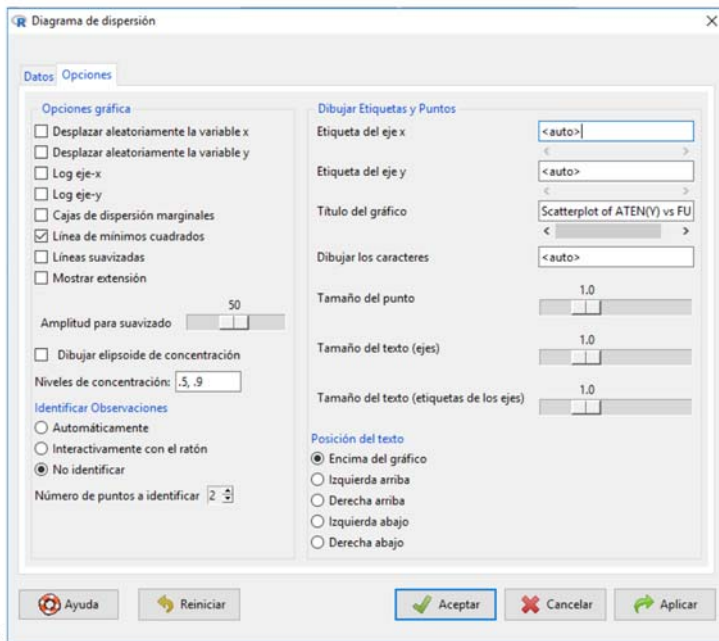 Diagrama de dispersión
Datos Opciones
Opciones gráfica
Desplazar aleatoriamente la variable x
Desplazar aleatoriamente la variable y
Log eje-x
Log eje-y
Cajas de dispersión marginales
Línea de mínimos cuadrados
Líneas suavizadas
Mostrar extensión
50
Amplitud para suavizado
Dibujar elipsoide de concentración
Niveles de concentración: .5, .9
Identificar Observaciones
Automáticamente
Interactivamente con el ratón
No identificar
Número de puntos a identificar 2
Dibujar Etiquetas y Puntos
Etiqueta del eje x <auto>
Etiqueta del eje y <auto>
Título del gráfico Scatterplot of ATEN(Y) vs FU
Dibujar los caracteres <auto>
1.0
Tamaño del punto
1.0
Tamaño del texto (ejes)
1.0
Tamaño del texto (etiquetas de los ejes)
Posición del texto
Encima del gráfico
Izquierda arriba
Derecha arriba
Izquierda abajo
Derecha abajo
Ayuda Reiniciar Aceptar Cancelar Aplicar